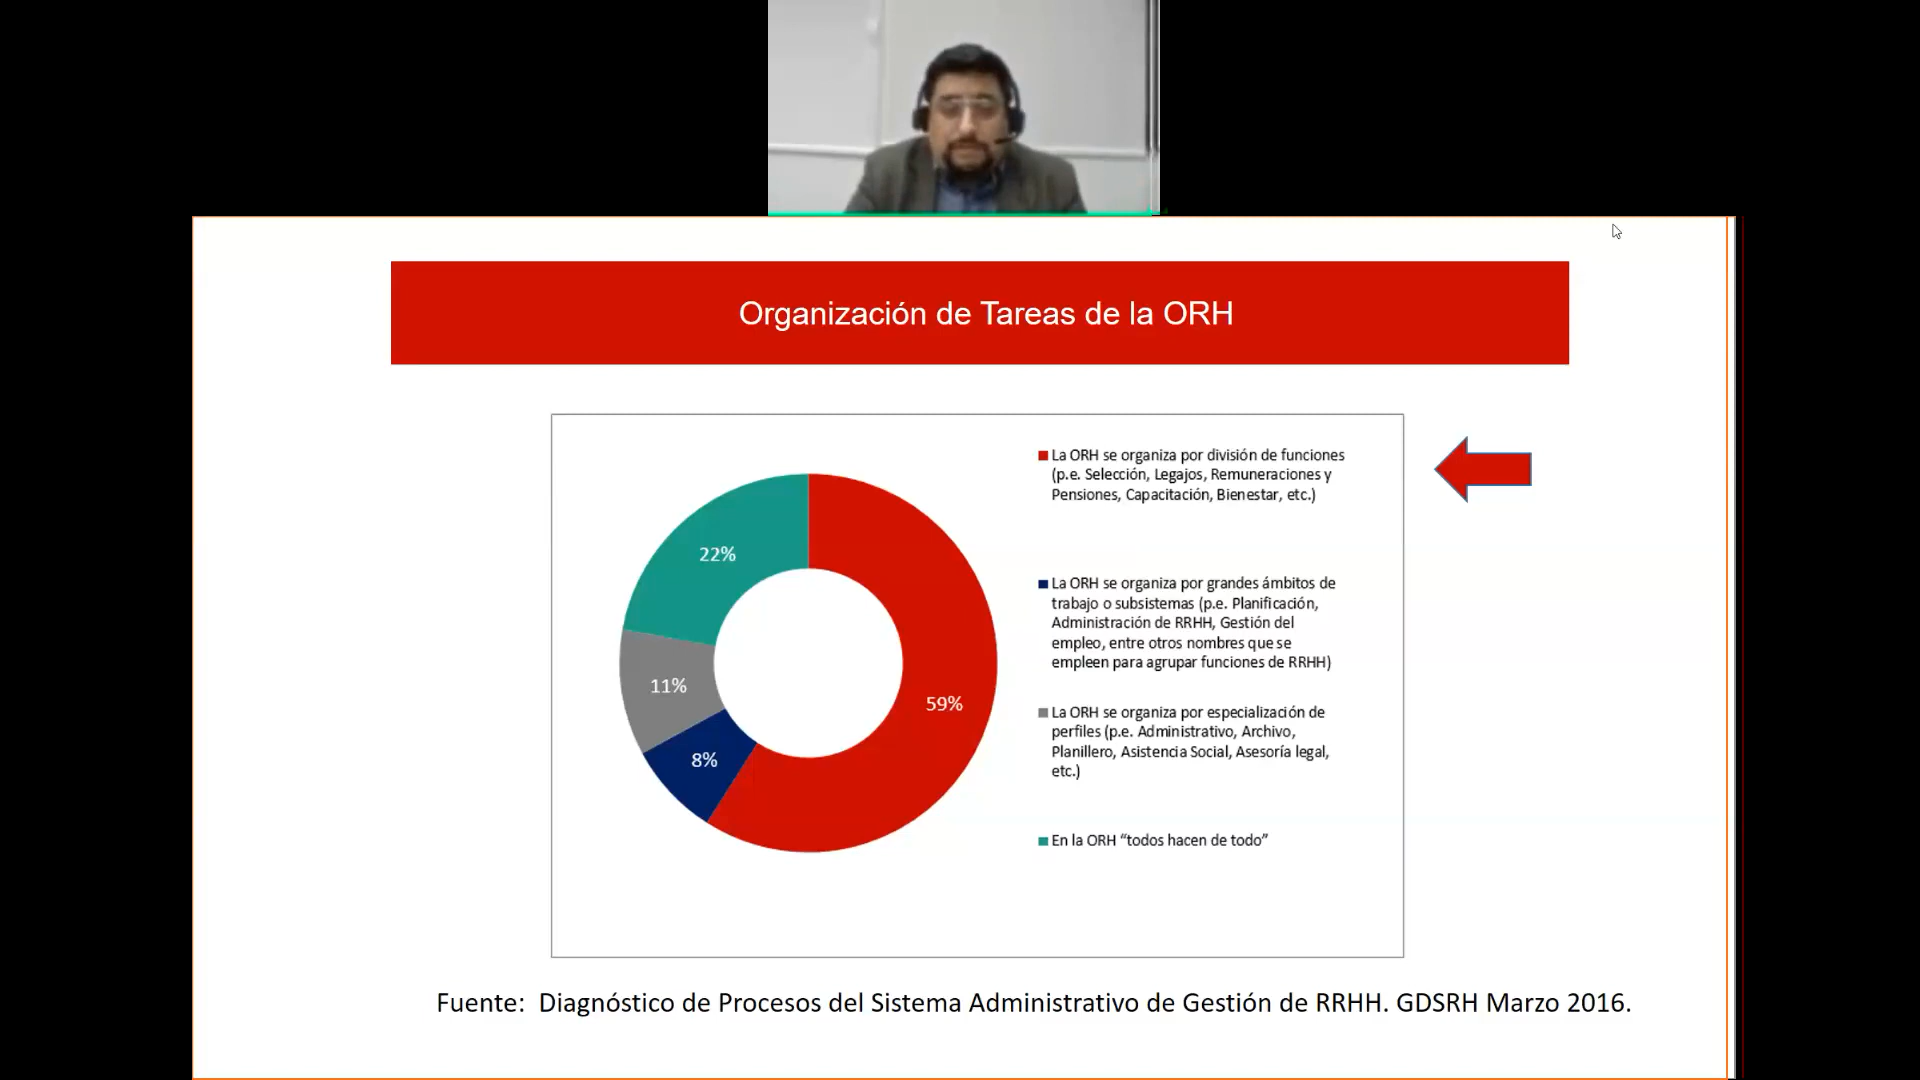 Organización de Tareas de la ORH
La ORH se organiza por división de funciones
(p.e. Selección, Legajos, Remuneraciones y
Pensiones, Capacitación, Bienestar, etc.)
La ORH se organiza por grandes ámbitos de
trabajo o subsistemas (p.e. Planificación,
Administración de RRHH, Gestión del
empleo, entre otros nombres que se
empleen para agrupar funciones de RRHH)
La ORH se organiza por especialización de
perfiles (p.e. Administrativo, Archivo,
Planillero, Asistencia Social, Asesoría legal,
etc.)
En la ORH “todos hacen de todo”
22%
11%
8%
59%
Fuente: Diagnóstico de Procesos del Sistema Administrativo de Gestión de RRHH. GDSRH Marzo 2016.